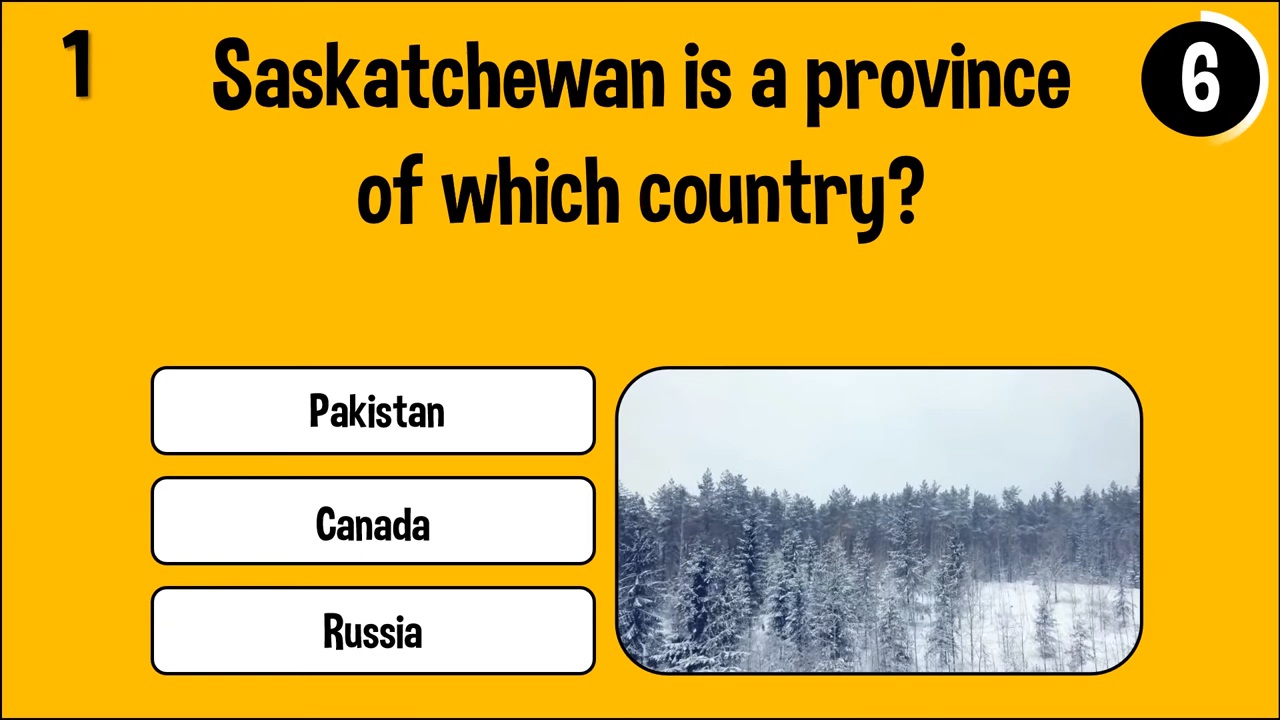 1
Saskatchewan is a province
of which country?
6
Pakistan
Canada
Russia